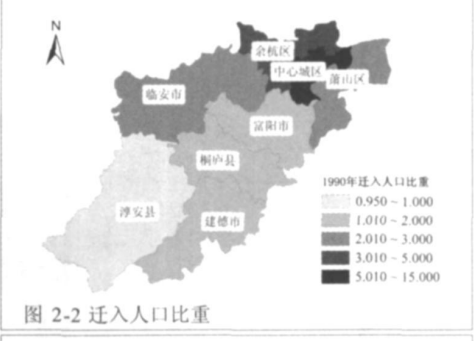 N
余杭区
中心城区
萧山区
临安市
富阳市
桐庐县
淳安县
建德市
1990年迁入人口比重
0.950 ~ 1.000
1.010 ~ 2.000
2.010 ~ 3.000
3.010 ~ 5.000
5.010 ~ 15.000
图 2-2 迁入人口比重